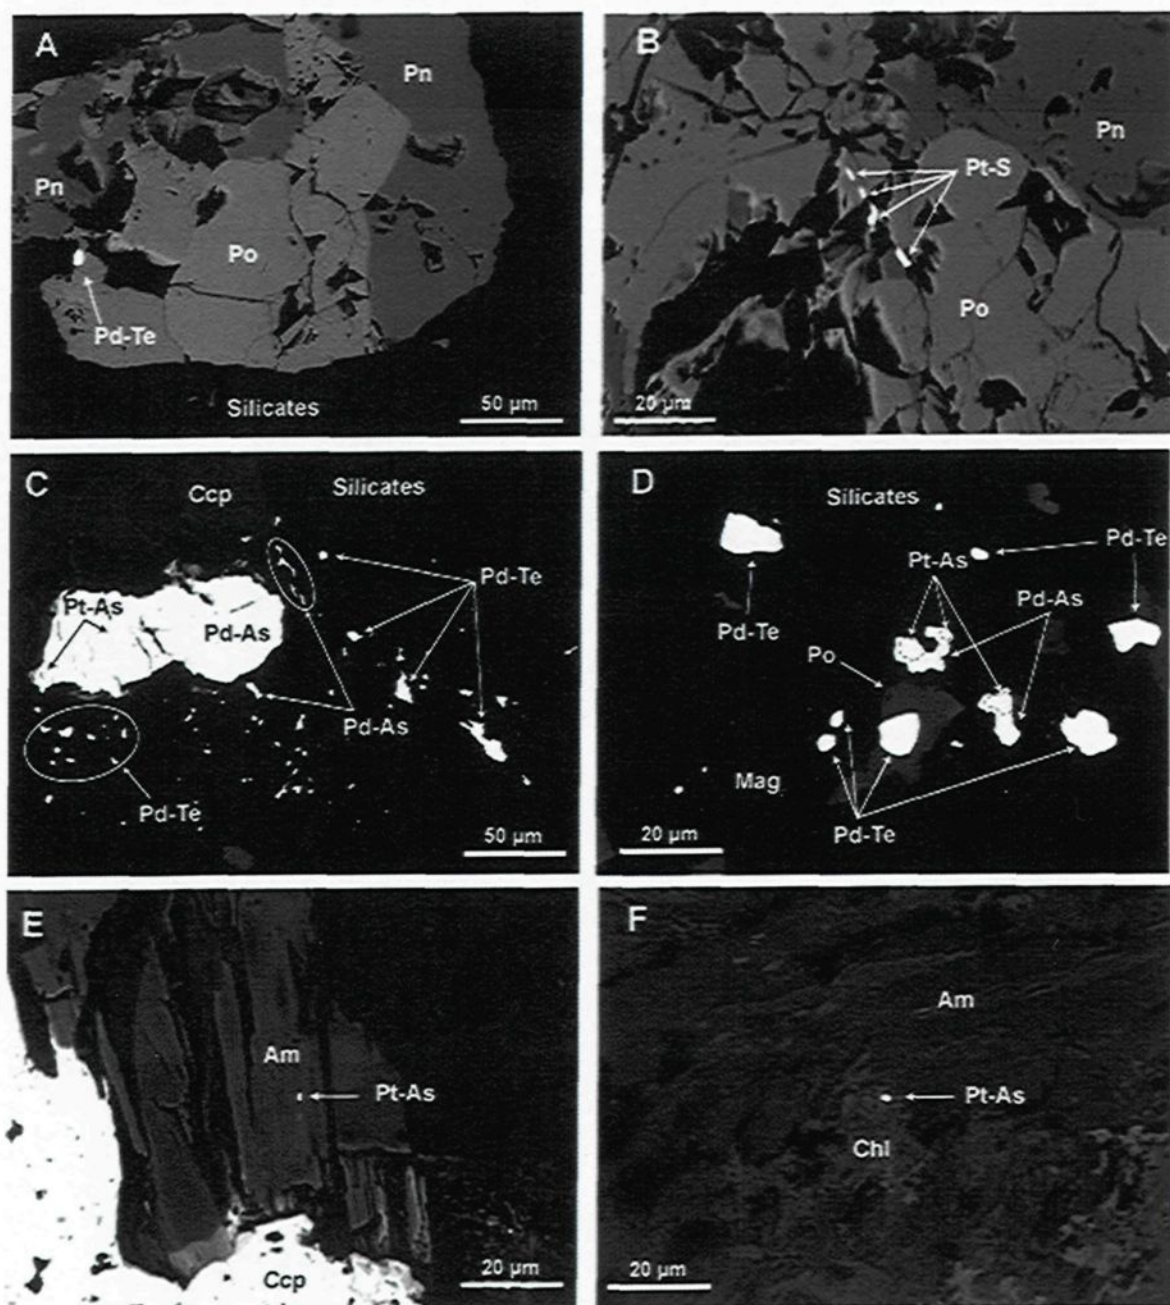 A
Pn
Pn
Po
Pd-Te
Silicates
50 µm
B
Pn
Pt-S
Po
20 µm
C
Ccp
Silicates
Pd-Te
Pt-As
Pd-As
Pd-As
Pd-Te
50 µm
D
Silicates
Pd-Te
Pt-As
Pd-As
Pd-Te
Po
Mag
Pd-Te
20 µm
E
Am
Pt-As
Ccp
20 µm
F
Am
Pt-As
Chl
20 µm